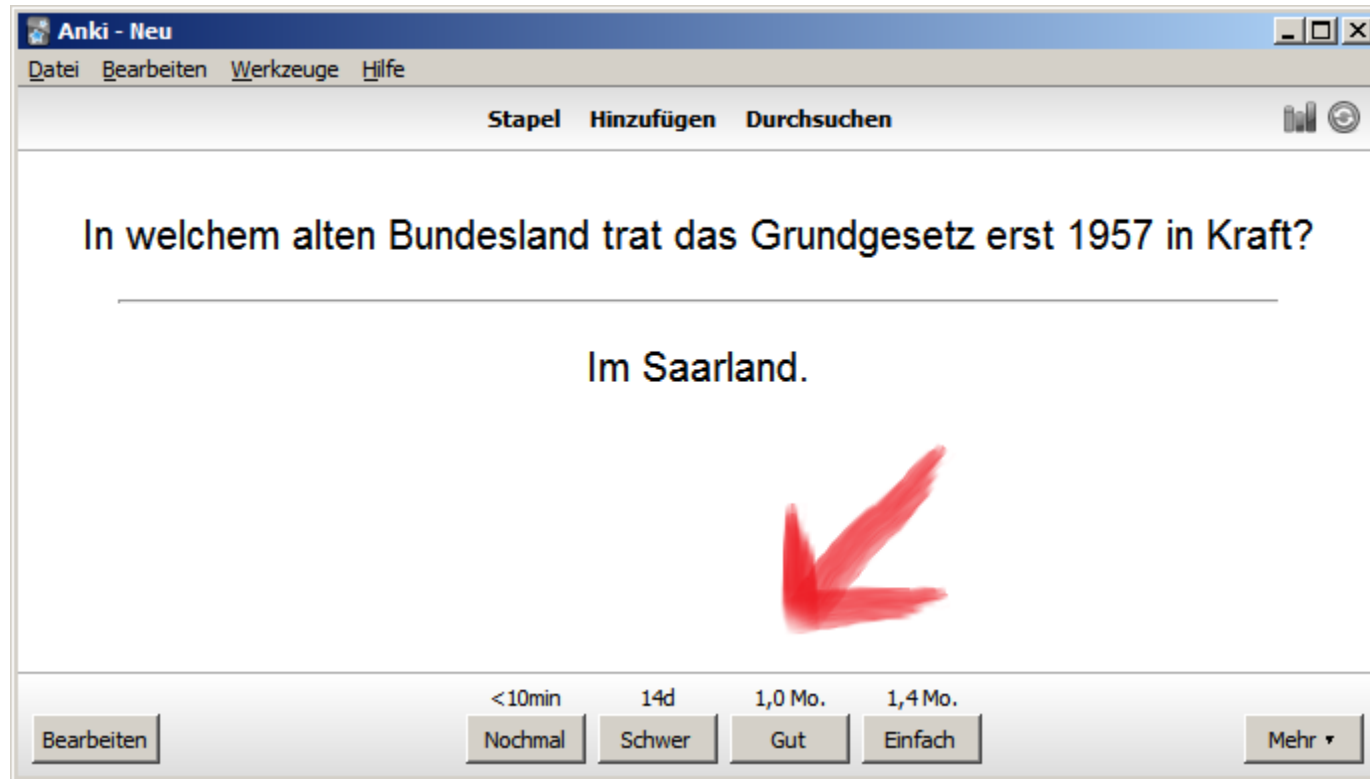 Anki - Neu
Datei Bearbeiten Werkzeuge Hilfe
Stapel Hinzufügen Durchsuchen
In welchem alten Bundesland trat das Grundgesetz erst 1957 in Kraft?
Im Saarland.
<10min 14d 1,0 Mo. 1,4 Mo.
Bearbeiten Nochmal Schwer Gut Einfach Mehr